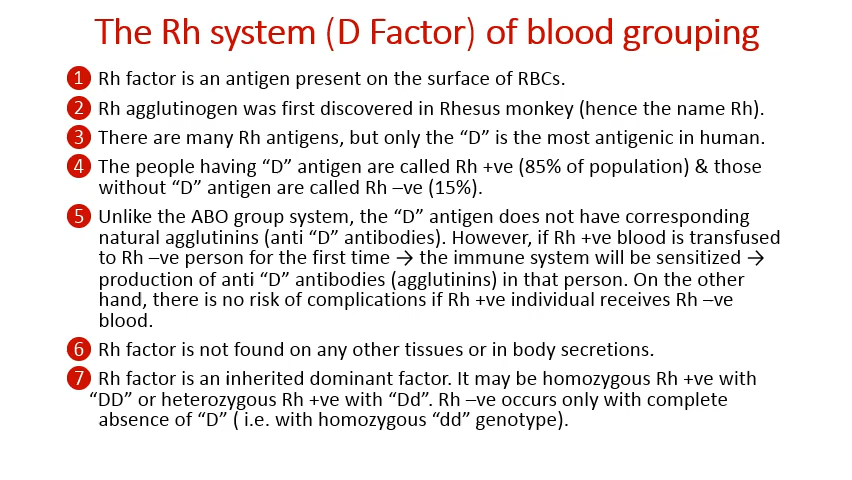 The Rh system (D Factor) of blood grouping
❶ Rh factor is an antigen present on the surface of RBCs.
❷ Rh agglutinogen was first discovered in Rhesus monkey (hence the name Rh).
❸ There are many Rh antigens, but only the “D” is the most antigenic in human.
❹ The people having “D” antigen are called Rh +ve (85% of population) & those
without “D” antigen are called Rh –ve (15%).
❺ Unlike the ABO group system, the “D” antigen does not have corresponding
natural agglutinins (anti “D” antibodies). However, if Rh +ve blood is transfused
to Rh –ve person for the first time → the immune system will be sensitized →
production of anti “D” antibodies (agglutinins) in that person. On the other
hand, there is no risk of complications if Rh +ve individual receives Rh –ve
blood.
❻ Rh factor is not found on any other tissues or in body secretions.
❼ Rh factor is an inherited dominant factor. It may be homozygous Rh +ve with
“DD” or heterozygous Rh +ve with “Dd”. Rh –ve occurs only with complete
absence of “D” ( i.e. with homozygous “dd” genotype).